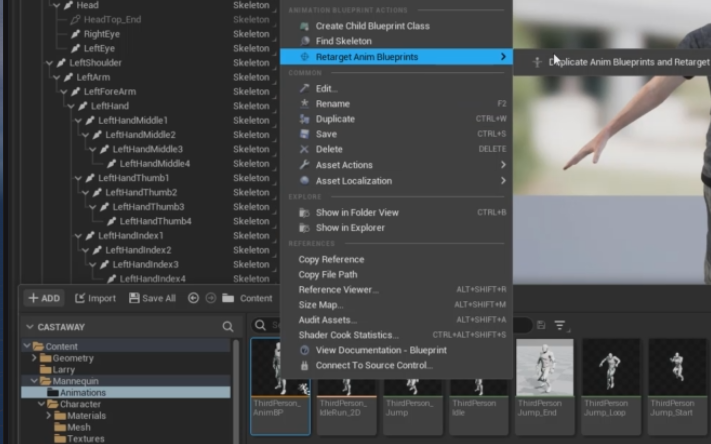 Head Skeleton
HeadTop_End
RightEye Skeleton
LeftEye Skeleton
LeftShoulder Skeleton
LeftArm Skeleton
LeftForeArm Skeleton
LeftHand Skeleton
LeftHandMiddle1 Skeleton
LeftHandMiddle2 Skeleton
LeftHandMiddle3 Skeleton
LeftHandMiddle4 Skeleton
LeftHandThumb1 Skeleton
LeftHandThumb2 Skeleton
LeftHandThumb3 Skeleton
LeftHandThumb4 Skeleton
LeftHandIndex1 Skeleton
LeftHandIndex2 Skeleton
LeftHandIndex3 Skeleton
LeftHandIndex4 Skeleton
ANIMATION BLUEPRINT ACTIONS
Create Child Blueprint Class
Find Skeleton
Retarget Anim Blueprints
Duplicate Anim Blueprints and Retarget
COMMON
Edit...
Rename F2
Duplicate CTRL+W
Save CTRL+S
Delete DELETE
Asset Actions
Asset Localization
EXPLORE
Show in Folder View CTRL+B
Show in Explorer
REFERENCES
Copy Reference
Copy File Path
Reference Viewer... ALT+SHIFT+R
Size Map... ALT+SHIFT+M
Audit Assets... ALT+SHIFT+A
Shader Cook Statistics... CTRL+ALT+SHIFT+S
View Documentation - Blueprint
Connect To Source Control...
ADD Import Save All Content
CASTAWAY
Content
Geometry
Larry
Mannequin
Animations
Character
Materials
Mesh
Textures
ThirdPerson_
AnimBP
ThirdPerson_
IdleRun_2D
ThirdPerson_
Jump
ThirdPerson
Idle
ThirdPerson
Jump_End
ThirdPerson
Jump_Loop
ThirdPerson
Jump_Start